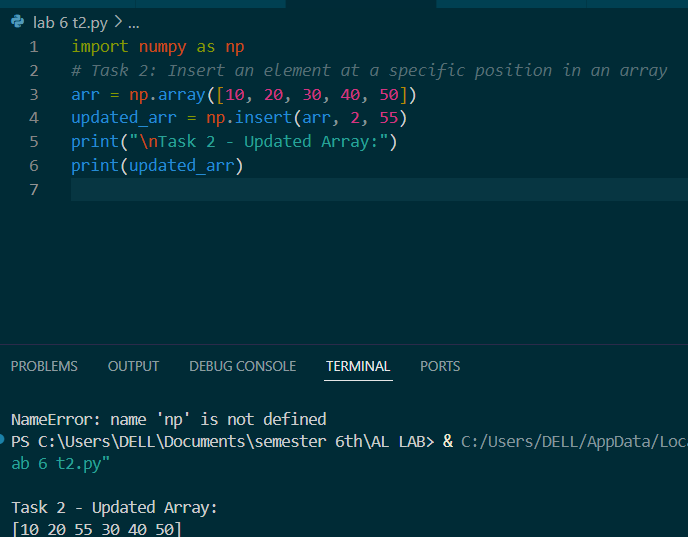 lab 6 t2.py > ...
1 import numpy as np
2 # Task 2: Insert an element at a specific position in an array
3 arr = np.array([10, 20, 30, 40, 50])
4 updated_arr = np.insert(arr, 2, 55)
5 print("\nTask 2 - Updated Array:")
6 print(updated_arr)
7
PROBLEMS OUTPUT DEBUG CONSOLE TERMINAL PORTS
NameError: name 'np' is not defined
PS C:\Users\DELL\Documents\semester 6th\AL LAB> & C:/Users/DELL/AppData/Loc
ab 6 t2.py"
Task 2 - Updated Array:
[10 20 55 30 40 50]